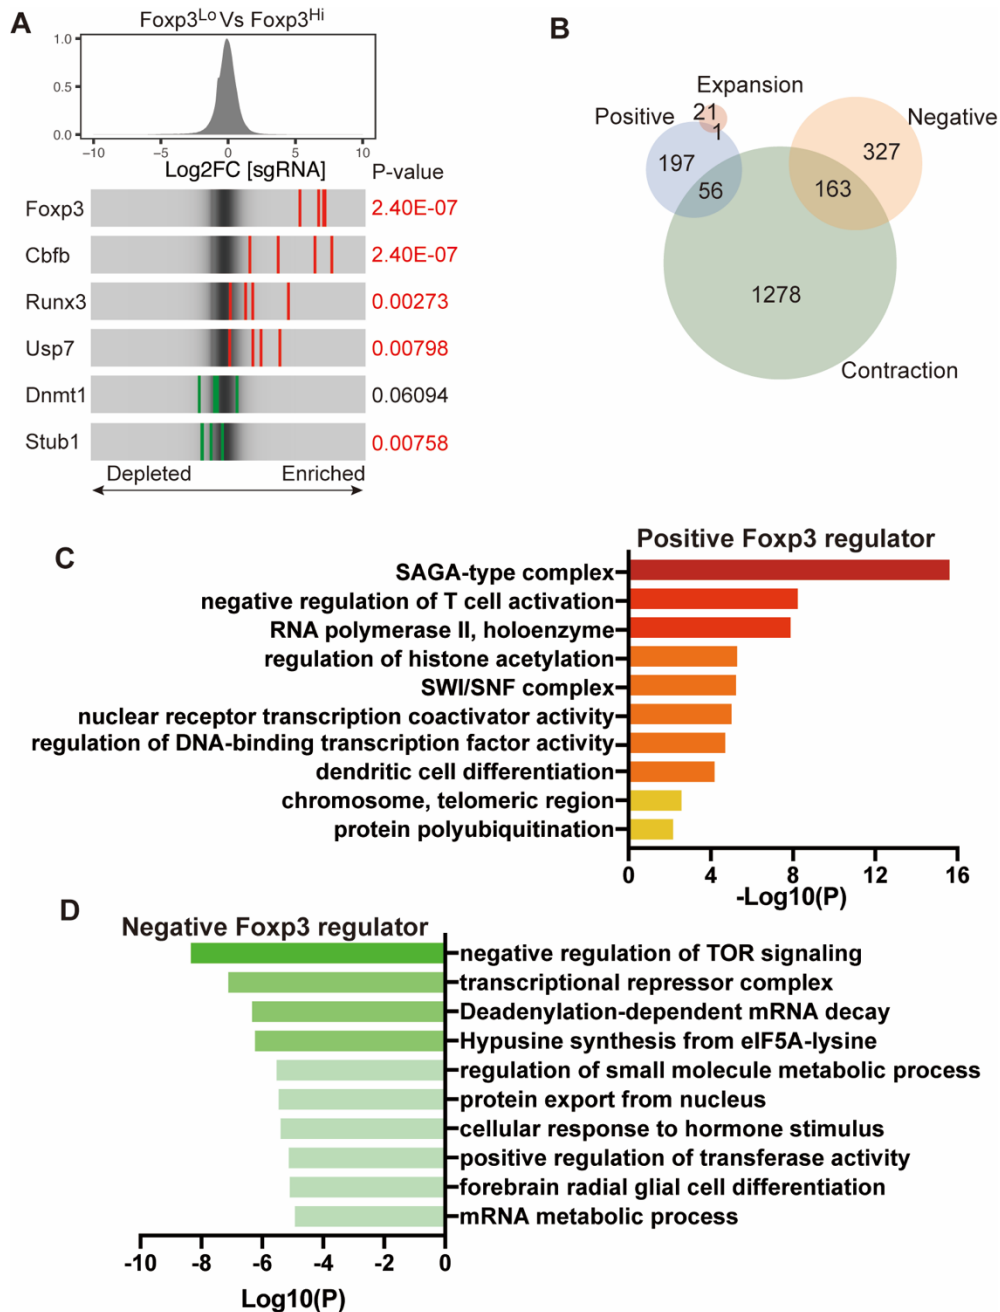 A
Foxp3Lo Vs Foxp3Hi
1.0
0.5
0.0
−10 −5 0 5 10
Log2FC [sgRNA]
P-value
Foxp3 2.40E-07
Cbfb 2.40E-07
Runx3 0.00273
Usp7 0.00798
Dnmt1 0.06094
Stub1 0.00758
Depleted Enriched
B
Expansion
21
1
Positive
Negative
197
327
56
163
1278
Contraction
C
Positive Foxp3 regulator
SAGA-type complex
negative regulation of T cell activation
RNA polymerase II, holoenzyme
regulation of histone acetylation
SWI/SNF complex
nuclear receptor transcription coactivator activity
regulation of DNA-binding transcription factor activity
dendritic cell differentiation
chromosome, telomeric region
protein polyubiquitination
0 4 8 12 16
-Log10(P)
D
Negative Foxp3 regulator
negative regulation of TOR signaling
transcriptional repressor complex
Deadenylation-dependent mRNA decay
Hypusine synthesis from eIF5A-lysine
regulation of small molecule metabolic process
protein export from nucleus
cellular response to hormone stimulus
positive regulation of transferase activity
forebrain radial glial cell differentiation
mRNA metabolic process
-10 -8 -6 -4 -2 0
Log10(P)